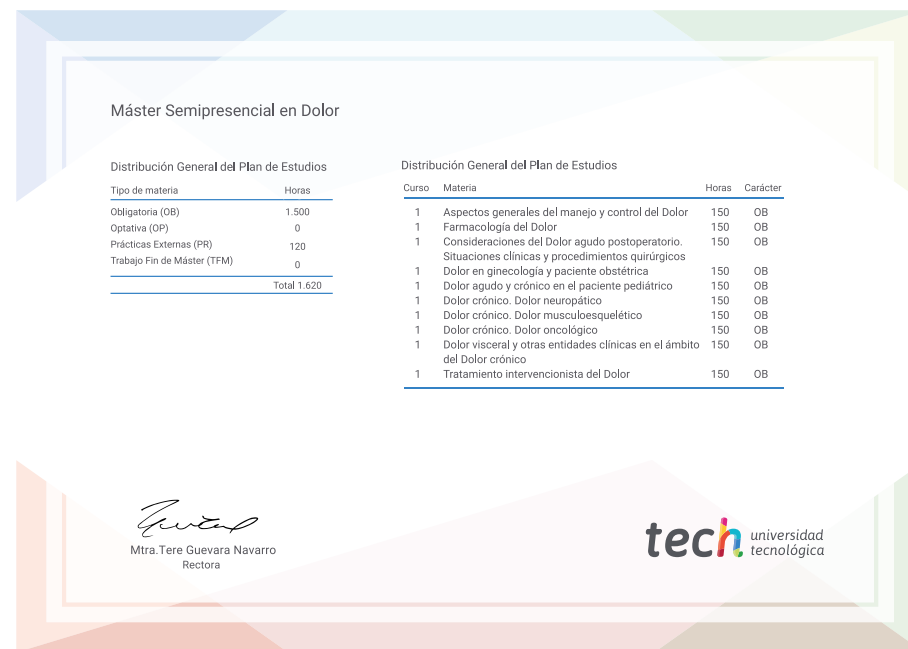 Máster Semipresencial en Dolor
Distribución General del Plan de Estudios
Tipo de materia Horas
Obligatoria (OB) 1.500
Optativa (OP) 0
Prácticas Externas (PR) 120
Trabajo Fin de Máster (TFM) 0
Total 1.620
Distribución General del Plan de Estudios
Curso Materia Horas Carácter
1 Aspectos generales del manejo y control del Dolor 150 OB
1 Farmacología del Dolor 150 OB
1 Consideraciones del Dolor agudo postoperatorio. 150 OB
Situaciones clínicas y procedimientos quirúrgicos
1 Dolor en ginecología y paciente obstétrica 150 OB
1 Dolor agudo y crónico en el paciente pediátrico 150 OB
1 Dolor crónico. Dolor neuropático 150 OB
1 Dolor crónico. Dolor musculoesquelético 150 OB
1 Dolor crónico. Dolor oncológico 150 OB
1 Dolor visceral y otras entidades clínicas en el ámbito 150 OB
del Dolor crónico
1 Tratamiento intervencionista del Dolor 150 OB
Mtra.Tere Guevara Navarro
Rectora
tech universidad
tecnológica